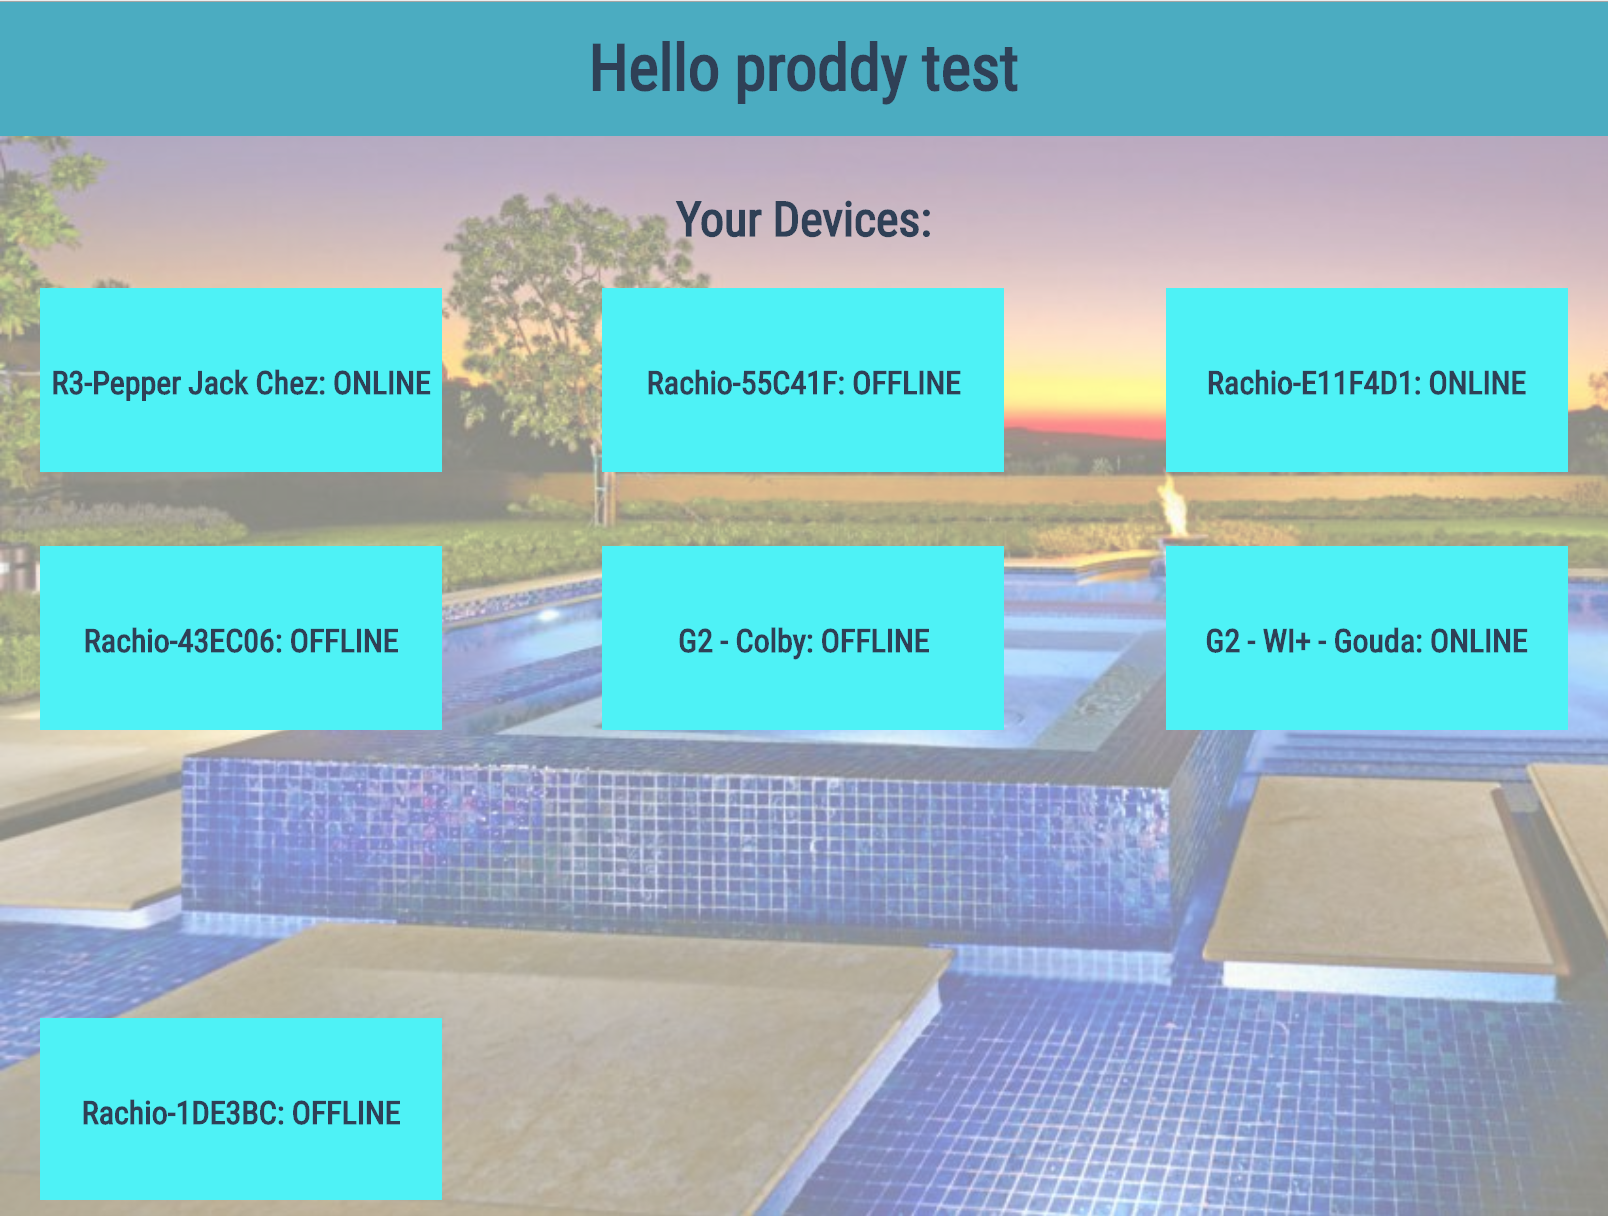 Hello proddy test
Your Devices:
R3-Pepper Jack Chez: ONLINE
Rachio-55C41F: OFFLINE
Rachio-E11F4D1: ONLINE
Rachio-43EC06: OFFLINE
G2 - Colby: OFFLINE
G2 - WI+ - Gouda: ONLINE
Rachio-1DE3BC: OFFLINE